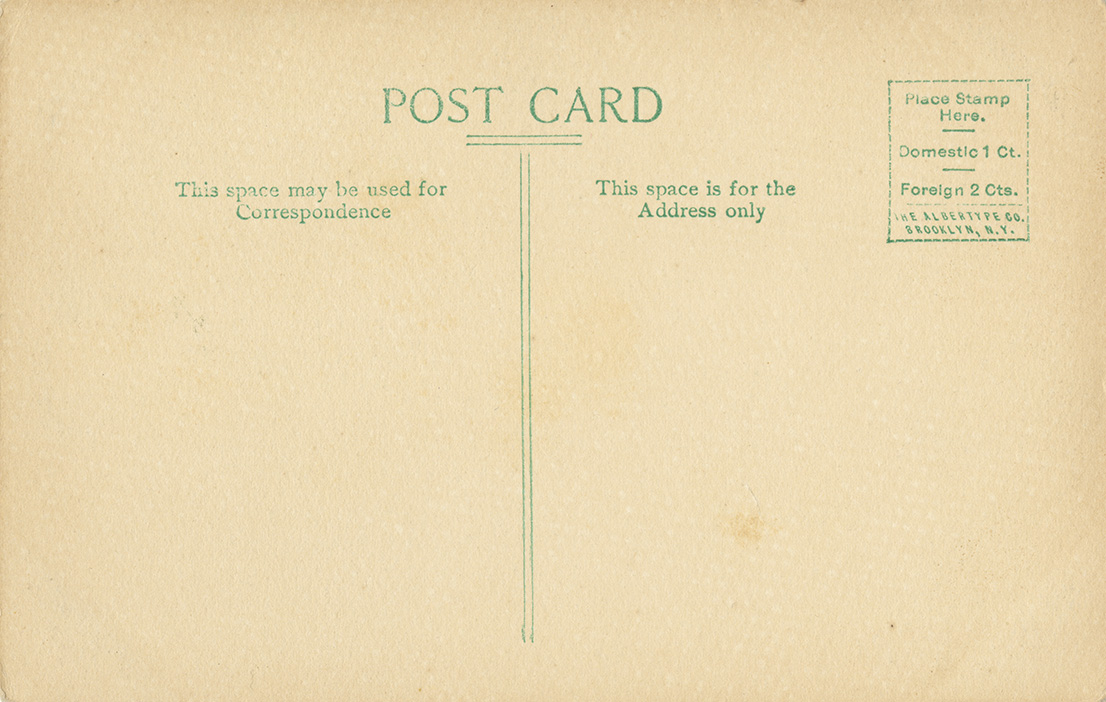 POST CARD
This space may be used for
Correspondence
This space is for the
Address only
Place Stamp
Here.
Domestic 1 Ct.
Foreign 2 Cts.
THE ALBERTYPE CO.
BROOKLYN, N.Y.